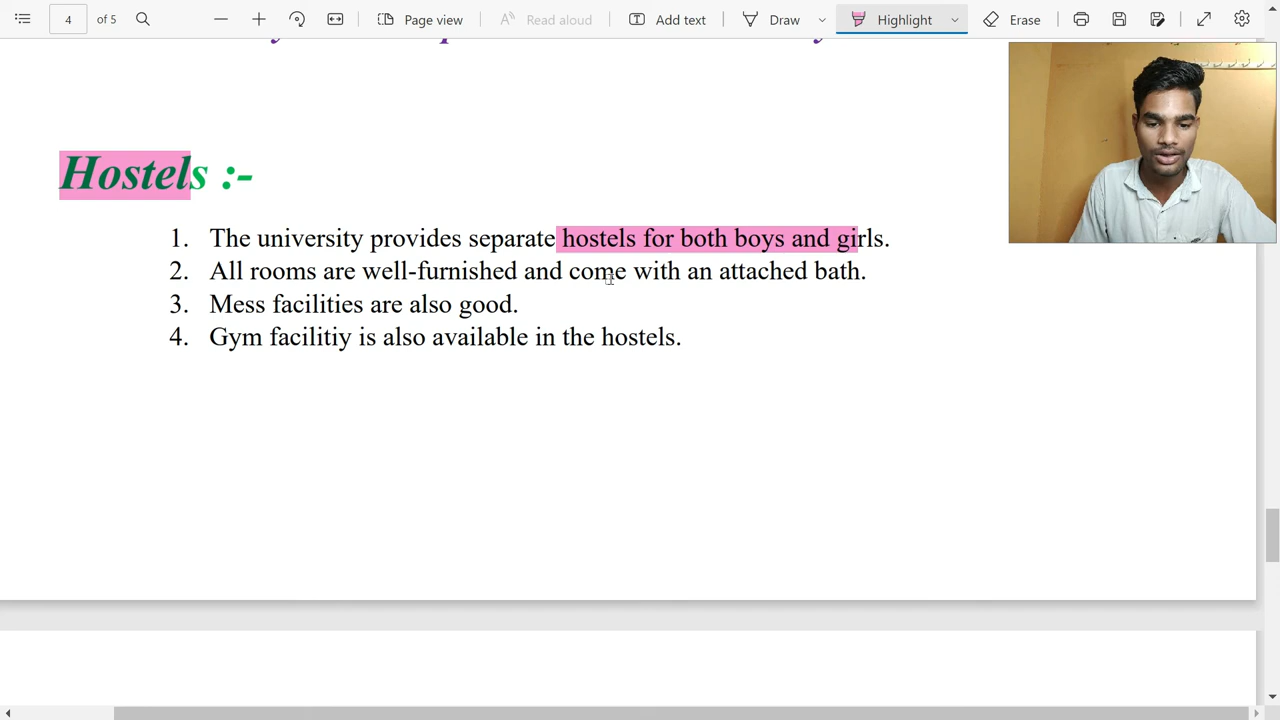 4 of 5 Page view Read aloud Add text Draw Highlight Erase
Hostels :-
1. The university provides separate hostels for both boys and girls.
2. All rooms are well-furnished and come with an attached bath.
3. Mess facilities are also good.
4. Gym facilitiy is also available in the hostels.